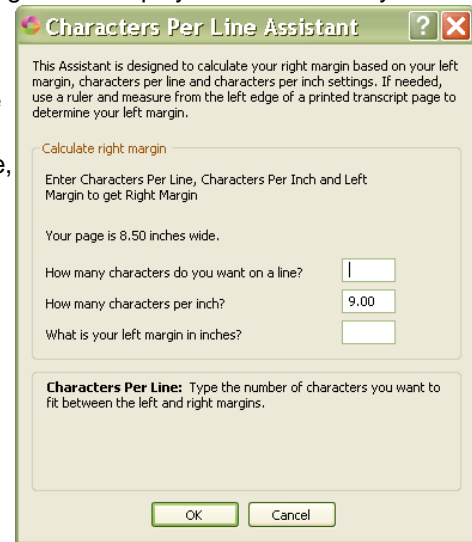 Characters Per Line Assistant
This Assistant is designed to calculate your right margin based on your left
margin, characters per line and characters per inch settings. If needed,
use a ruler and measure from the left edge of a printed transcript page to
determine your left margin.
Calculate right margin
Enter Characters Per Line, Characters Per Inch and Left
Margin to get Right Margin
Your page is 8.50 inches wide.
How many characters do you want on a line?
How many characters per inch? 9.00
What is your left margin in inches?
Characters Per Line: Type the number of characters you want to
fit between the left and right margins.
OK Cancel